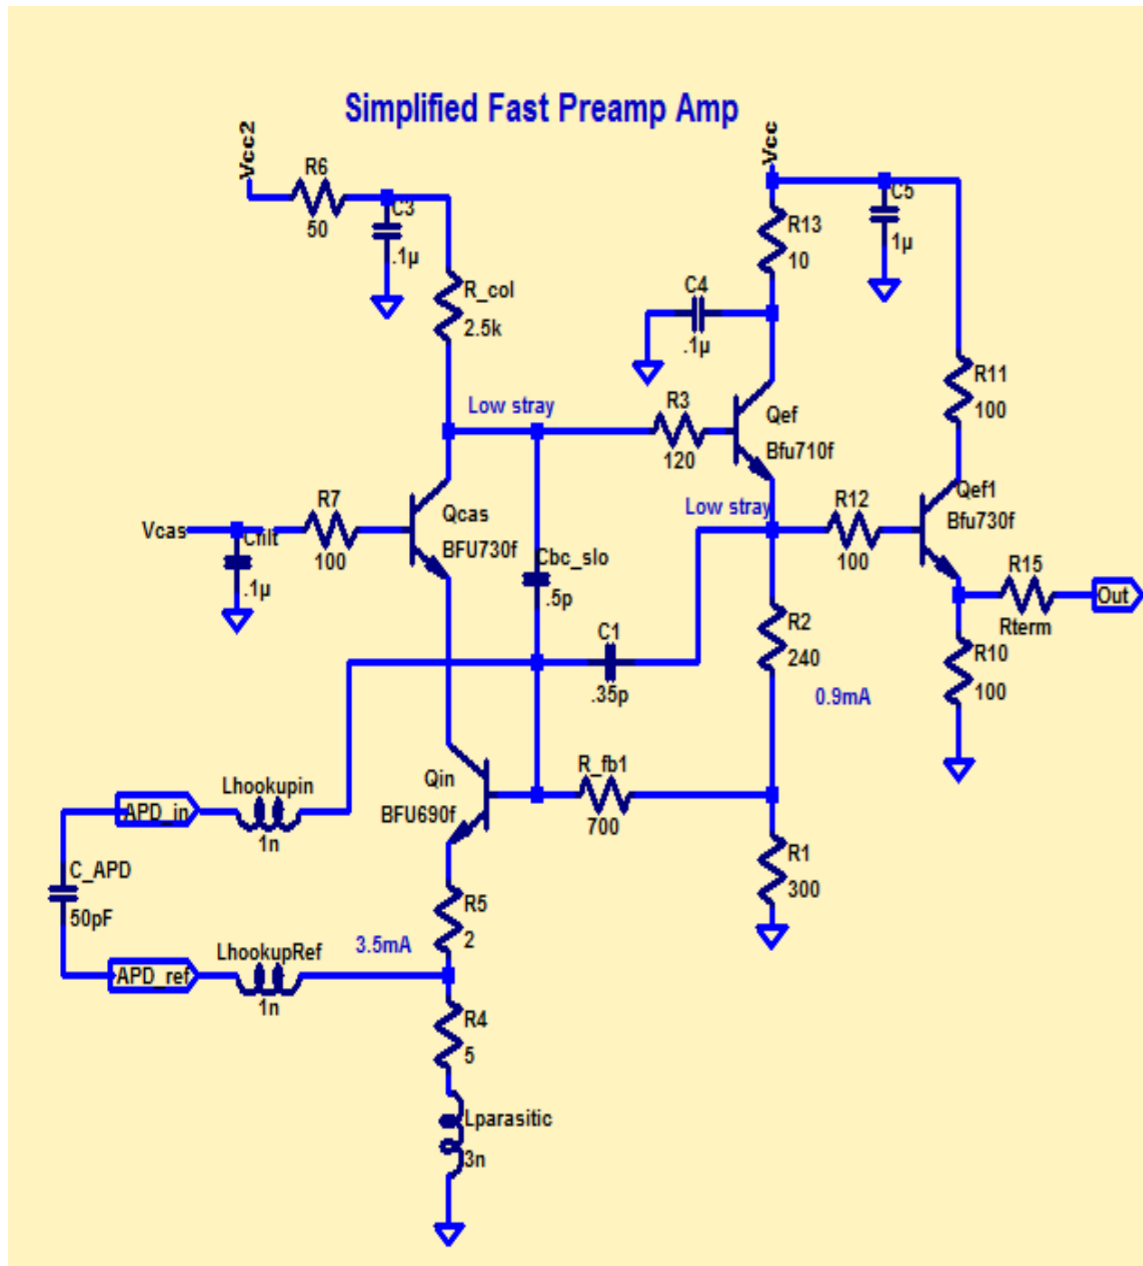 Simplified Fast Preamp Amp
Vcc2
R6
50
C3
.1µ
R_col
2.5k
Vcc
R13
10
C5
1µ
C4
.1µ
R11
100
Low stray
R3
120
Qef
Bfu710f
Vcas
Cfilt
.1µ
R7
100
Qcas
BFU730f
Low stray
R12
100
Qef1
Bfu730f
Cbc_slo
.5p
R15
Rterm
Out
C1
.35p
R2
240
0.9mA
R10
100
Lhookupin
1n
APD_in
Qin
BFU690f
R_fb1
700
C_APD
50pF
R1
300
R5
2
3.5mA
LhookupRef
1n
APD_ref
R4
5
Lparasitic
3n